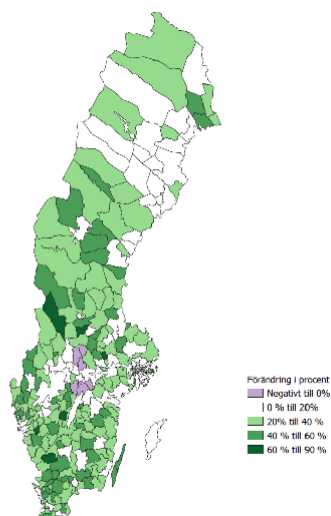 Förändring i procent
Negativt till 0%
0 % till 20%
20% till 40 %
40 % till 60 %
60 % till 90 %